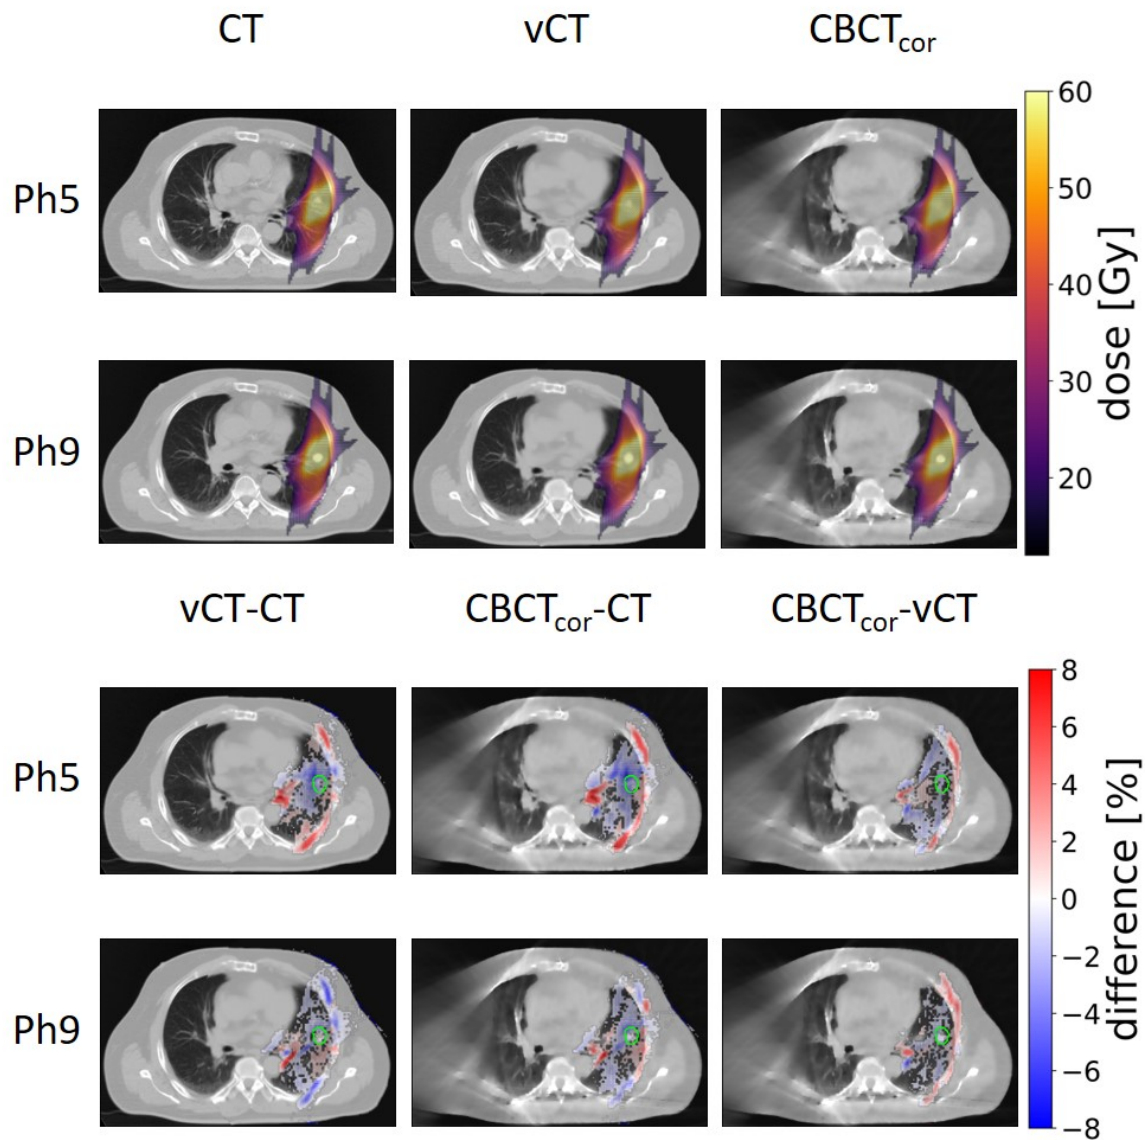 CT vCT CBCTcor
60
Ph5
50
40
dose [Gy]
30
Ph9
20
vCT-CT CBCTcor-CT CBCTcor-vCT
8
6
Ph5
4
2
difference [%]
0
−2
−4
Ph9
−6
−8